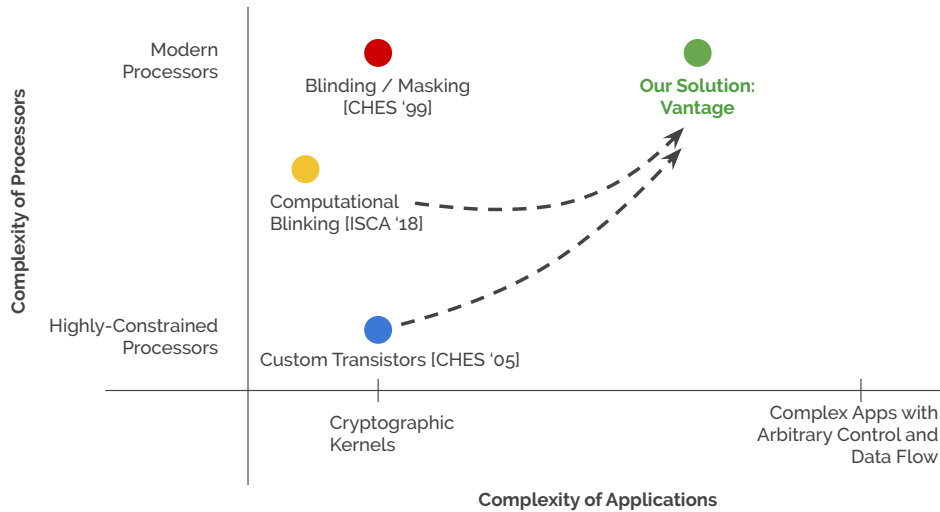 Complexity of Processors
Modern
Processors
Blinding / Masking
[CHES ‘99]
Our Solution:
Vantage
Computational
Blinking [ISCA ‘18]
Highly-Constrained
Processors
Custom Transistors [CHES ‘05]
Cryptographic
Kernels
Complex Apps with
Arbitrary Control and
Data Flow
Complexity of Applications